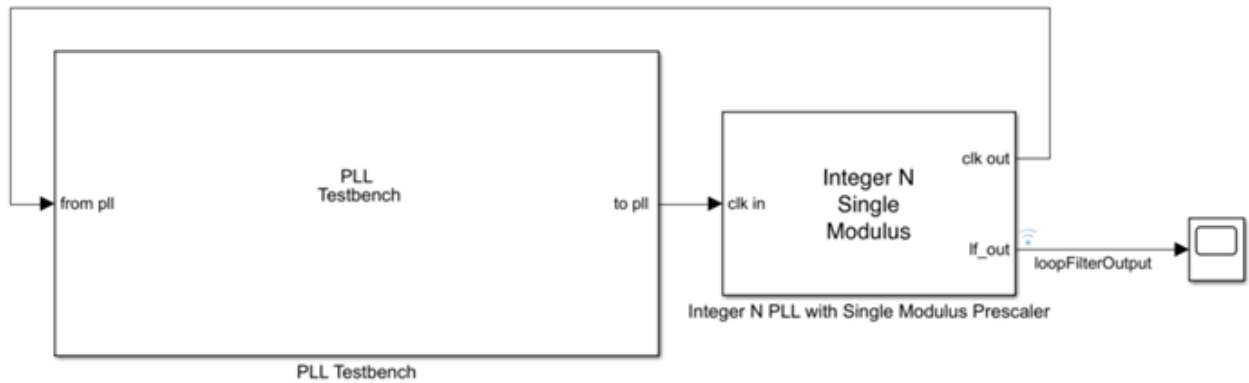 PLL
Testbench
from pll
to pll
PLL Testbench
clk in
Integer N
Single
Modulus
clk out
lf_out
loopFilterOutput
Integer N PLL with Single Modulus Prescaler